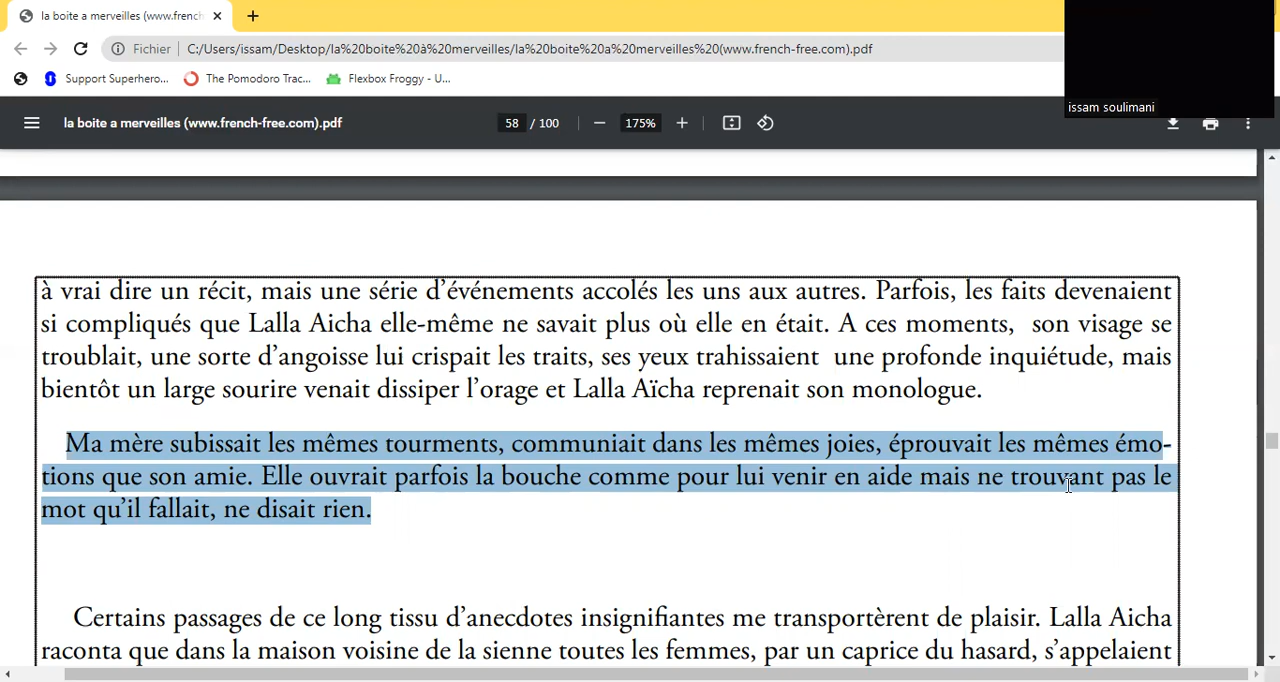 la boite a merveilles (www.french
Fichier
C:/Users/issam/Desktop/la%20boite%20à%20merveilles/la%20boite%20a%20merveilles%20(www.french-free.com).pdf
Support Superhero...
The Pomodoro Trac...
Flexbox Froggy - U...
issam soulimani
la boite a merveilles (www.french-free.com).pdf
58 / 100
175%
à vrai dire un récit, mais une série d’événements accolés les uns aux autres. Parfois, les faits devenaient
si compliqués que Lalla Aicha elle-même ne savait plus où elle en était. A ces moments, son visage se
troublait, une sorte d’angoisse lui crispait les traits, ses yeux trahissaient une profonde inquiétude, mais
bientôt un large sourire venait dissiper l’orage et Lalla Aïcha reprenait son monologue.
Ma mère subissait les mêmes tourments, communiait dans les mêmes joies, éprouvait les mêmes émo-
tions que son amie. Elle ouvrait parfois la bouche comme pour lui venir en aide mais ne trouvant pas le
mot qu’il fallait, ne disait rien.
Certains passages de ce long tissu d’anecdotes insignifiantes me transportèrent de plaisir. Lalla Aicha
raconta que dans la maison voisine de la sienne toutes les femmes, par un caprice du hasard, s’appelaient